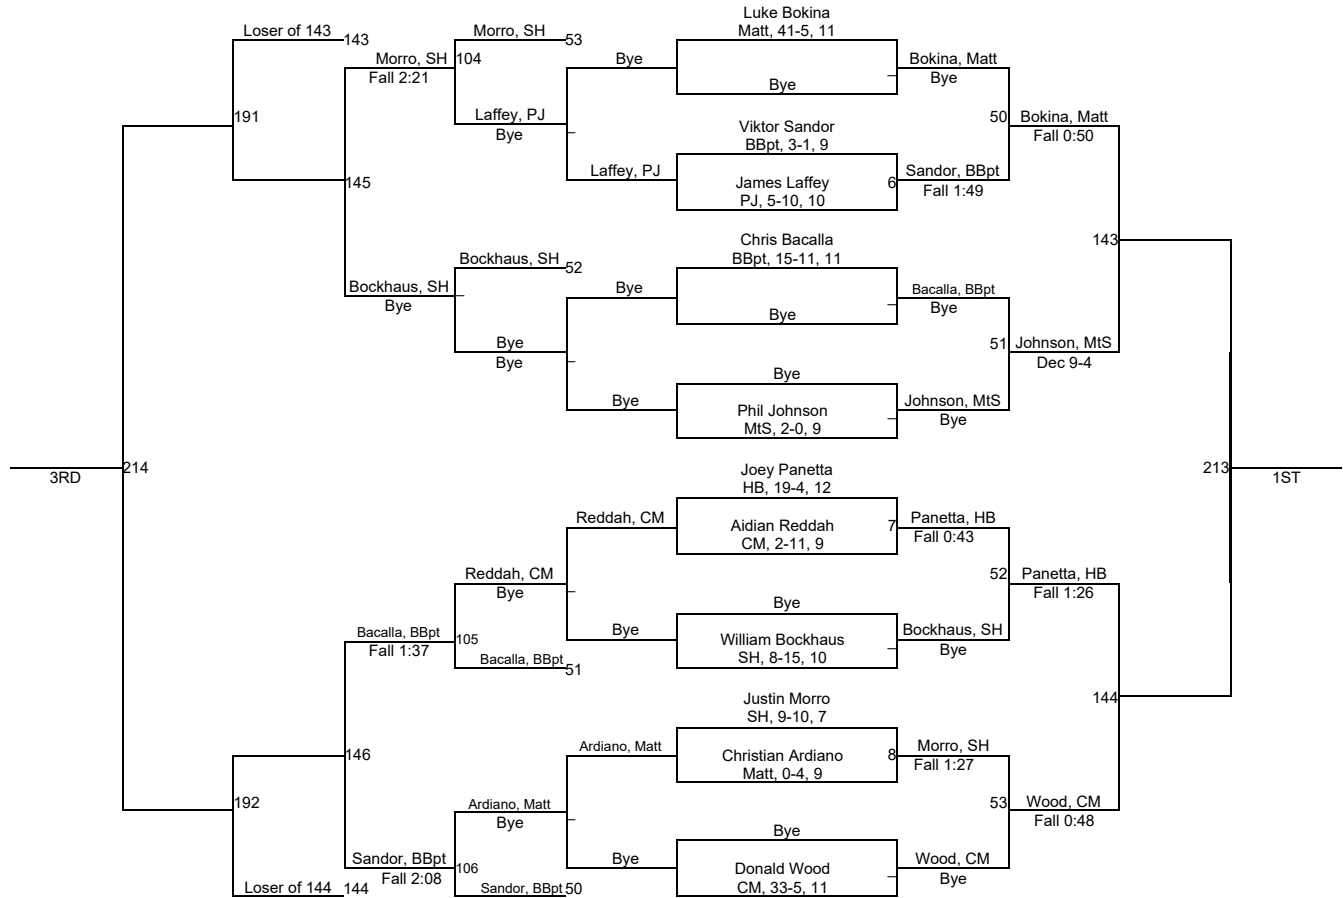 Luke Bokina
Matt, 41-5, 11
Loser of 143
143
Morro, SH
53
Morro, SH
104
Fall 2:21
Bye
Bye
Bokina, Matt
Bye
191
Laffey, PJ
Bye
50
Bokina, Matt
Fall 0:50
Viktor Sandor
BBpt, 3-1, 9
145
Laffey, PJ
James Laffey
PJ, 5-10, 10
6
Sandor, BBpt
Fall 1:49
Chris Bacalla
BBpt, 15-11, 11
143
Bockhaus, SH
52
Bockhaus, SH
Bye
Bye
Bye
Bacalla, BBpt
Bye
Bye
Bye
51
Johnson, MtS
Dec 9-4
Bye
Bye
Phil Johnson
MtS, 2-0, 9
Johnson, MtS
Bye
3RD
214
Joey Panetta
HB, 19-4, 12
213
1ST
Reddah, CM
Aidian Reddah
CM, 2-11, 9
7
Panetta, HB
Fall 0:43
Reddah, CM
Bye
52
Panetta, HB
Fall 1:26
Bye
Bacalla, BBpt
Fall 1:37
105
Bye
William Bockhaus
SH, 8-15, 10
Bockhaus, SH
Bye
Bacalla, BBpt
51
Justin Morro
SH, 9-10, 7
144
146
Ardiano, Matt
Christian Ardiano
Matt, 0-4, 9
8
Morro, SH
Fall 1:27
192
Ardiano, Matt
Bye
53
Wood, CM
Fall 0:48
Bye
Sandor, BBpt
Fall 2:08
106
Bye
Donald Wood
CM, 33-5, 11
Wood, CM
Bye
Loser of 144
144
Sandor, BBpt
50